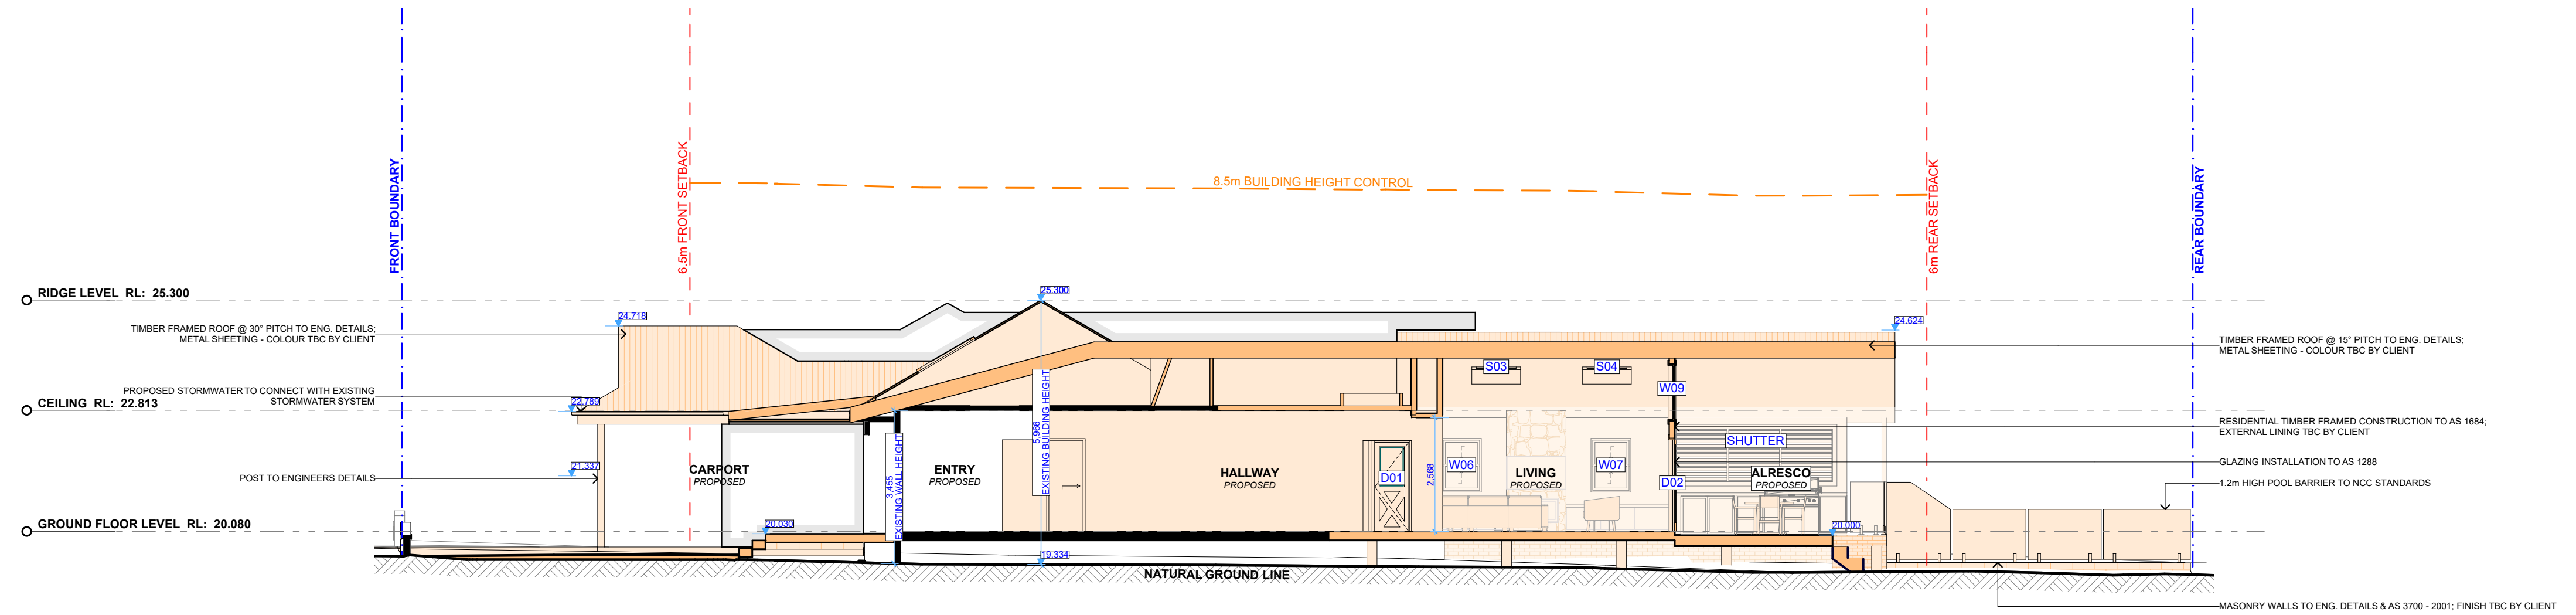 FRONT BOUNDARY
6.5m FRONT SETBACK
8.5m BUILDING HEIGHT CONTROL
6m REAR SETBACK
REAR BOUNDARY
RIDGE LEVEL RL: 25.300
25.300
24.718
24.624
TIMBER FRAMED ROOF @ 30° PITCH TO ENG. DETAILS;
METAL SHEETING - COLOUR TBC BY CLIENT
TIMBER FRAMED ROOF @ 15° PITCH TO ENG. DETAILS;
METAL SHEETING - COLOUR TBC BY CLIENT
PROPOSED STORMWATER TO CONNECT WITH EXISTING
STORMWATER SYSTEM
CEILING RL: 22.813
22.789
S03
S04
W09
RESIDENTIAL TIMBER FRAMED CONSTRUCTION TO AS 1684;
EXTERNAL LINING TBC BY CLIENT
5,966
EXISTING BUILDING HEIGHT
3,455
EXISTING WALL HEIGHT
2,568
SHUTTER
21.337
POST TO ENGINEERS DETAILS
CARPORT
PROPOSED
ENTRY
PROPOSED
HALLWAY
PROPOSED
D01
W06
LIVING
PROPOSED
W07
D02
ALRESCO
PROPOSED
GLAZING INSTALLATION TO AS 1288
1.2m HIGH POOL BARRIER TO NCC STANDARDS
GROUND FLOOR LEVEL RL: 20.080
20.030
20.000
19.334
NATURAL GROUND LINE
MASONRY WALLS TO ENG. DETAILS & AS 3700 - 2001; FINISH TBC BY CLIENT